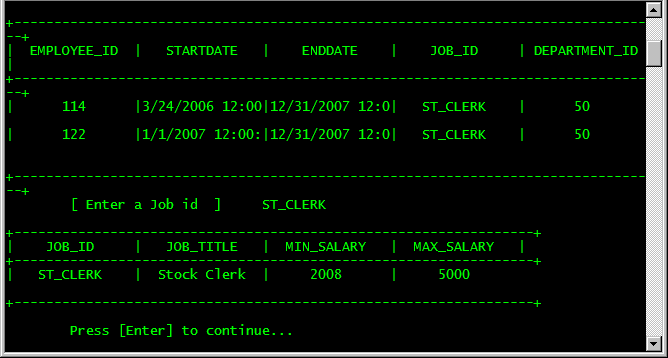 EMPLOYEE_ID | STARTDATE | ENDDATE | JOB_ID | DEPARTMENT_ID
114 |3/24/2006 12:00|12/31/2007 12:0| ST_CLERK | 50
122 |1/1/2007 12:00:|12/31/2007 12:0| ST_CLERK | 50
[ Enter a Job id ] ST_CLERK
| JOB_ID | JOB_TITLE | MIN_SALARY | MAX_SALARY |
| ST_CLERK | Stock Clerk | 2008 | 5000
Press [Enter] to continue...